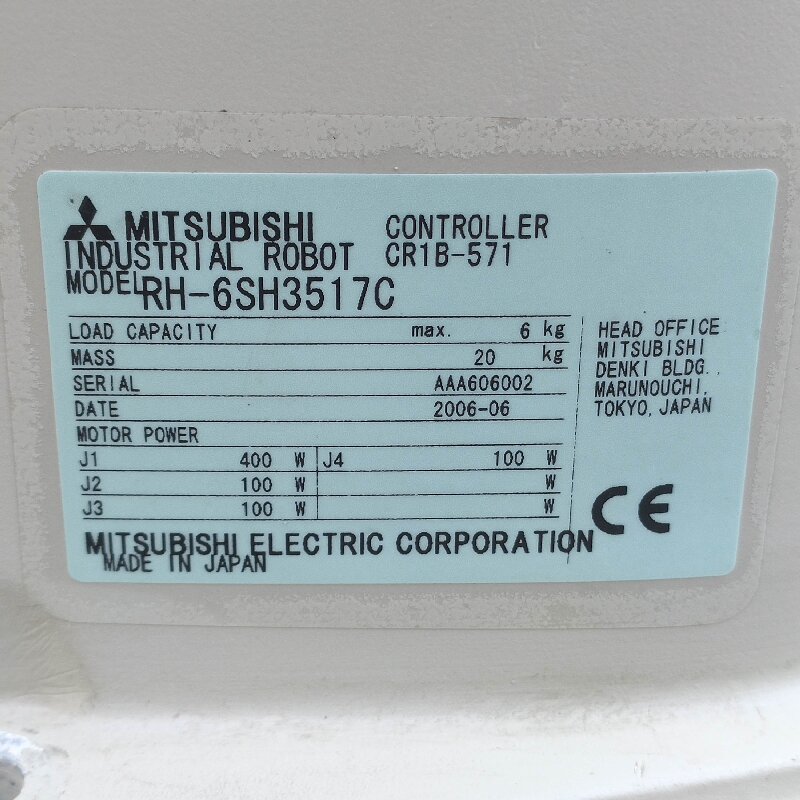 MITSUBISHI CONTROLLER
INDUSTRIAL ROBOT CR1B-571
MODEL RH-6SH3517C
LOAD CAPACITY max. 6 kg
MASS 20 kg
SERIAL AAA606002
DATE 2006-06
MOTOR POWER
J1 400 W J4 100 W
J2 100 W W
J3 100 W W
HEAD OFFICE
MITSUBISHI
DENKI BLDG.,
MARUNOUCHI,
TOKYO, JAPAN
CE
MITSUBISHI ELECTRIC CORPORATION
MADE IN JAPAN